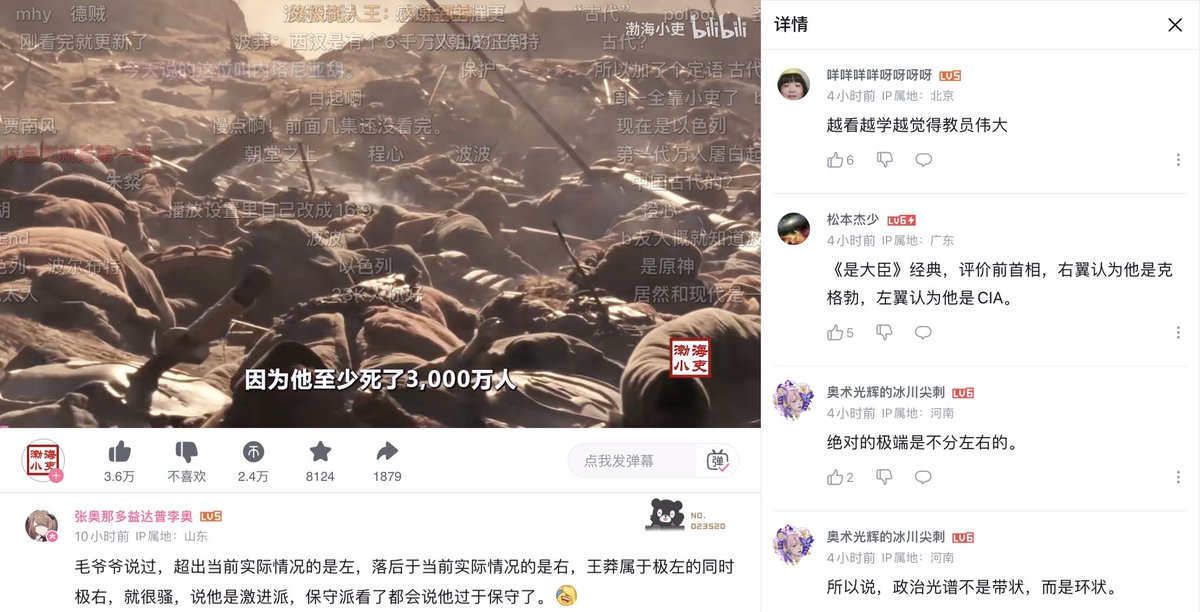 mhy 德贼
刚看完就更新了
波莽：西汉是有个6千万人口的王朝
古代？
“古代”
渤海小吏 bilibili
今天说的这位叫内塔尼亚胡。
保护
所以加了个定语 古代
白起啊
周一全靠小吏了
贾南风
慢点啊！前面几集还没看完。
现在是以色列
朝堂之上
程心
波波
第一代万人屠白起
朱粲
中国古代的？
播放设置里自己改成16:9
橙心
End
波波
b友大概就知道波
色列
波尔布特
以色列
是原神
太人
居然和现代是
渤海小吏
因为他至少死了3,000万人
渤海小吏
3.6万
不喜欢
2.4万
8124
1879
点我发弹幕
弹
张奥那多益达普李奥 LV5
10小时前 IP属地：山东
NO.
023520
毛爷爷说过，超出当前实际情况的是左，落后于当前实际情况的是右，王莽属于极左的同时
极右，就很骚，说他是激进派，保守派看了都会说他过于保守了。
详情
咩咩咩咩呀呀呀呀 LV5
4小时前 IP属地：北京
越看越学越觉得教员伟大
6
松本杰少 LV6
4小时前 IP属地：广东
《是大臣》经典，评价前首相，右翼认为他是克
格勃，左翼认为他是CIA。
5
奥术光辉的冰川尖刺 LV6
4小时前 IP属地：河南
绝对的极端是不分左右的。
2
奥术光辉的冰川尖刺 LV6
4小时前 IP属地：河南
所以说，政治光谱不是带状，而是环状。